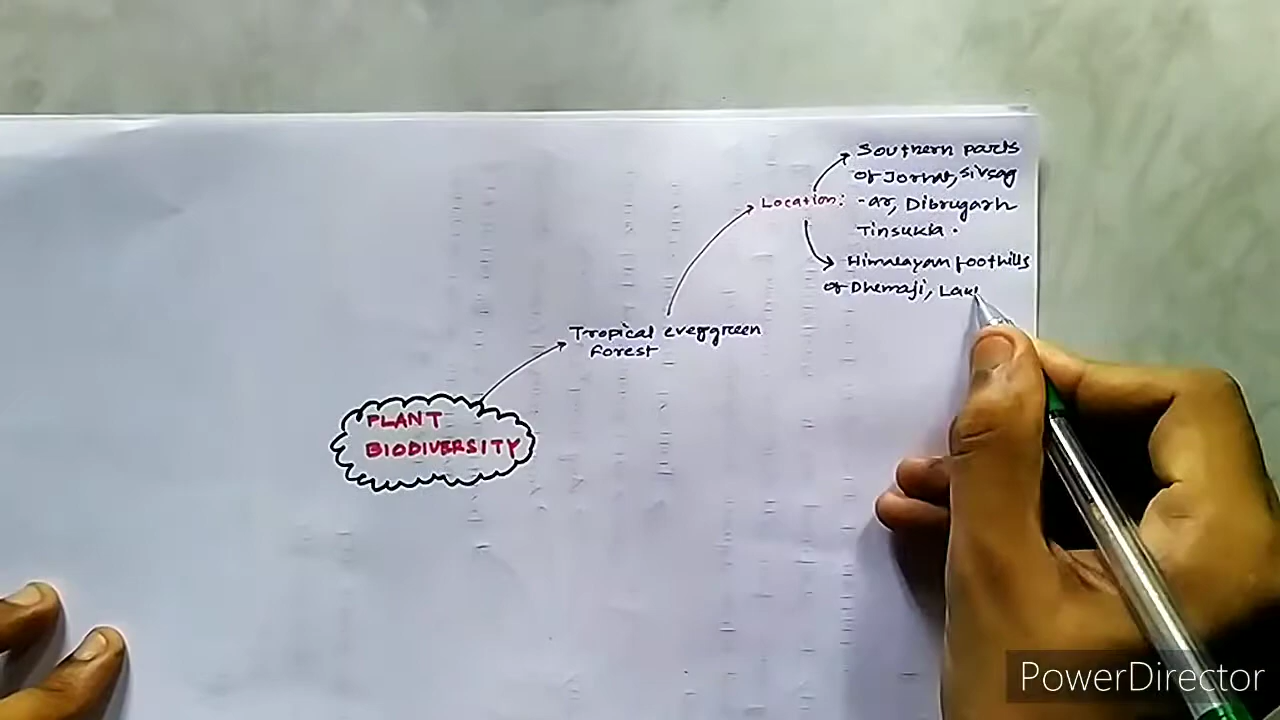 Southern parts
of Jorhat, Sivsag
Location: -ar, Dibrugarh
Tinsukia.
Himalayan foothills
of Dhemaji, Lak
Tropical evergreen
forest
PLANT
BIODIVERSITY
PowerDirector